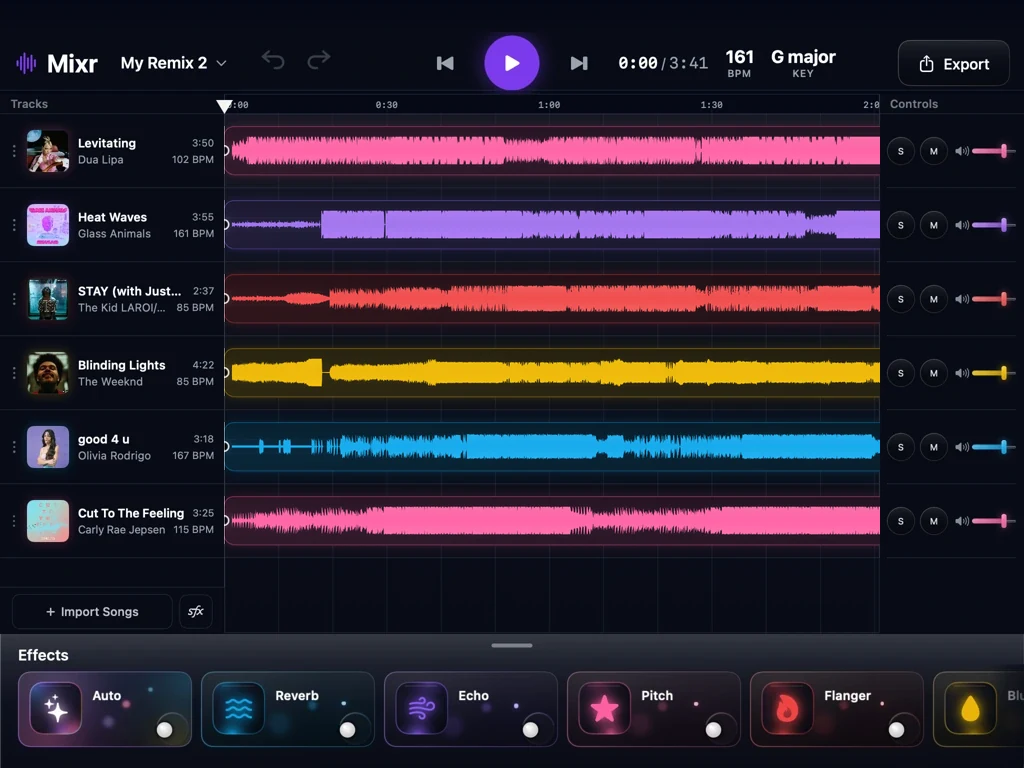 Mixr
My Remix 2
0:00/3:41
161
BPM
G major
KEY
Export
Tracks
0:30
1:00
1:30
Controls
Levitating
3:50
Dua Lipa
102 BPM
S
M
Heat Waves
3:55
Glass Animals
161 BPM
S
M
STAY (with Just...
2:37
The Kid LAROI/...
85 BPM
S
M
Blinding Lights
4:22
The Weeknd
85 BPM
S
M
good 4 u
3:18
Olivia Rodrigo
167 BPM
S
M
Cut To The Feeling
3:25
Carly Rae Jepsen
115 BPM
S
M
+ Import Songs
sfx
Effects
Auto
Reverb
Echo
Pitch
Flanger